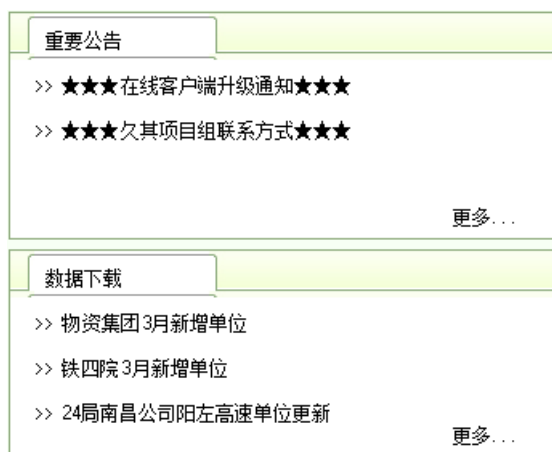 重要公告
>> ★★★在线客户端升级通知★★★
>> ★★★久其项目组联系方式★★★
更多...
数据下载
>> 物资集团3月新增单位
>> 铁四院3月新增单位
>> 24局南昌公司阳左高速单位更新
更多...